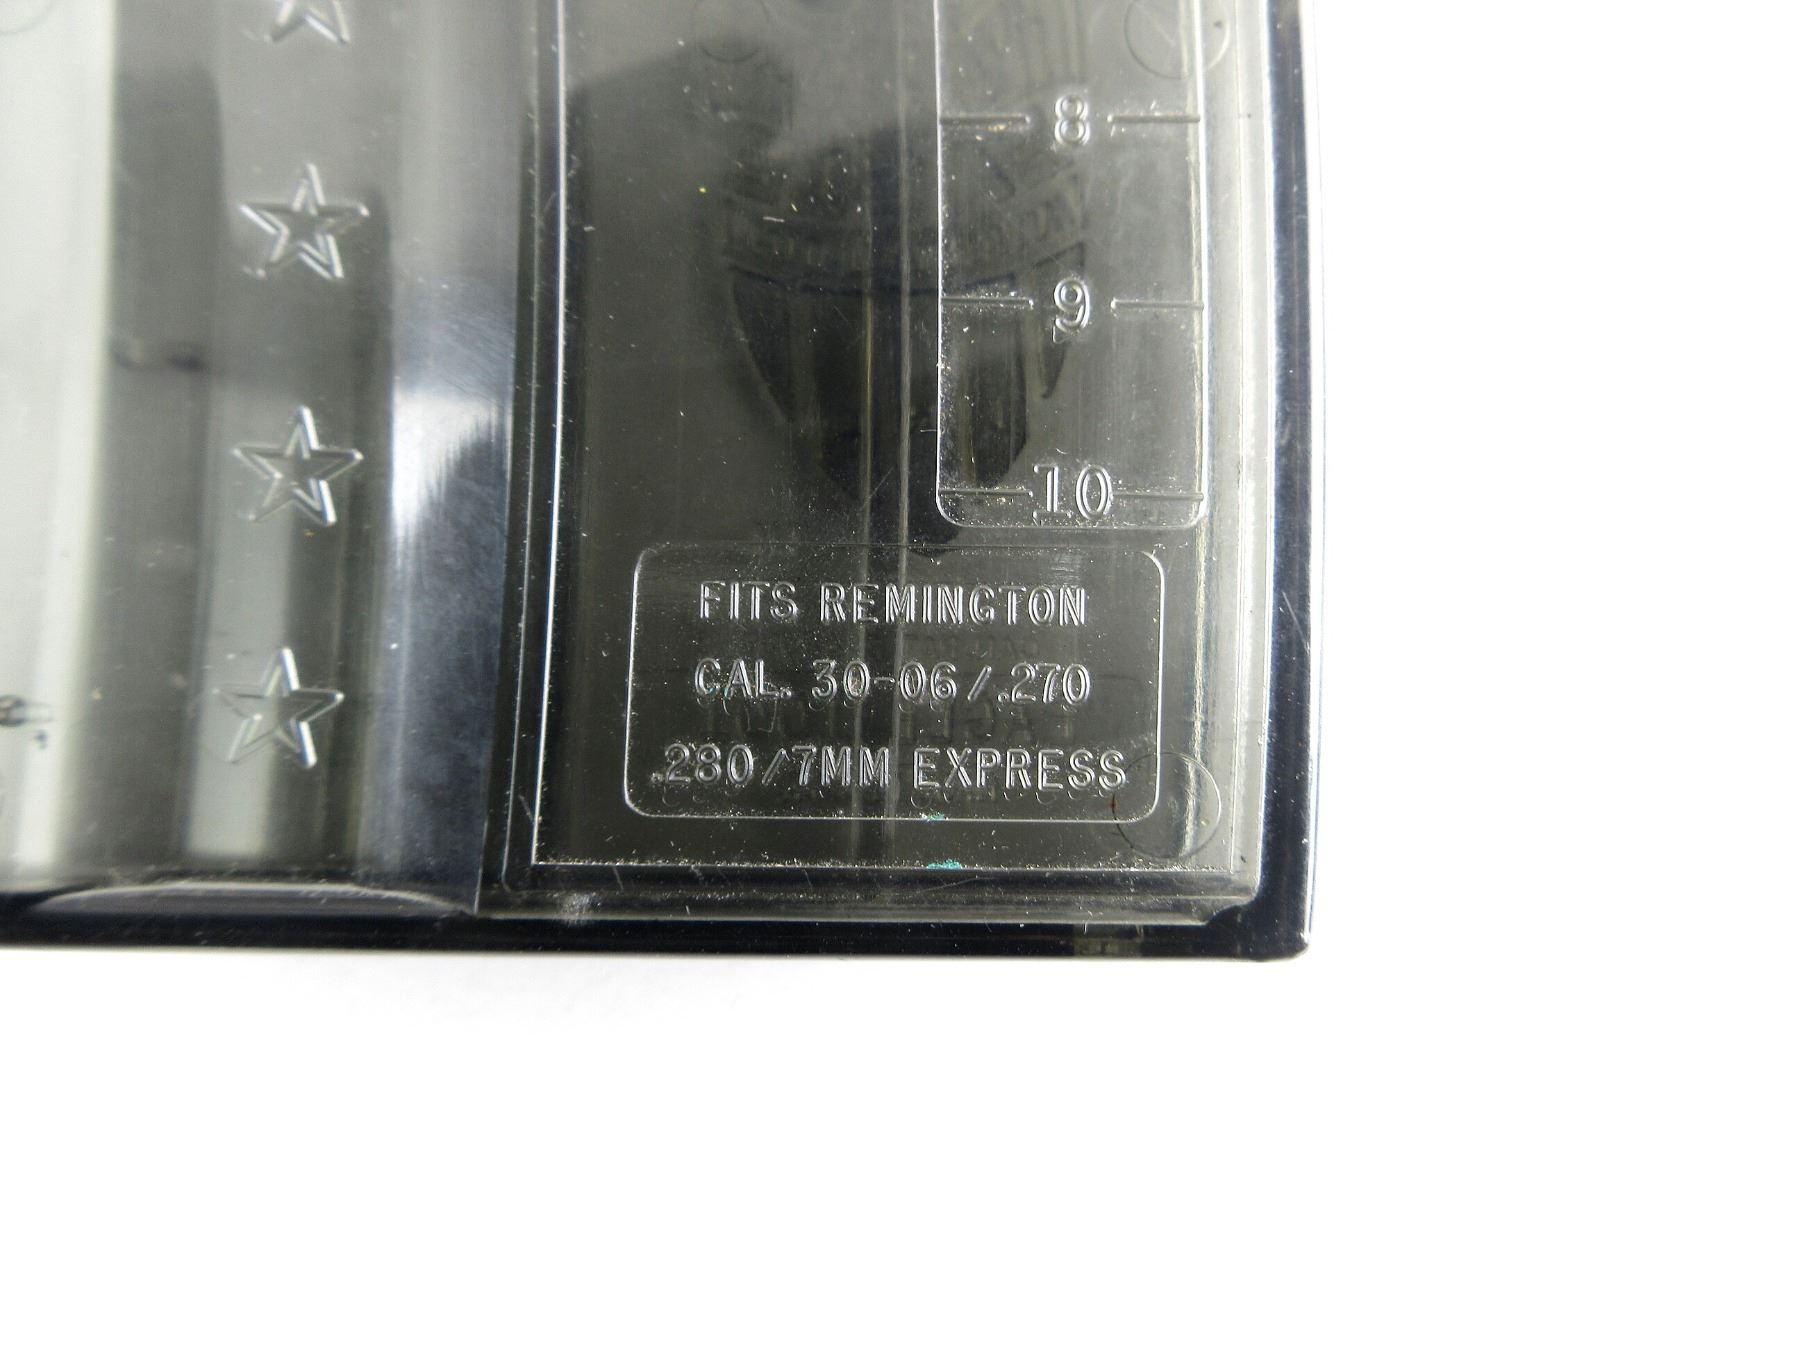 8
9
10
FITS REMINGTON
CAL. 30-06/.270
.280/7MM EXPRESS